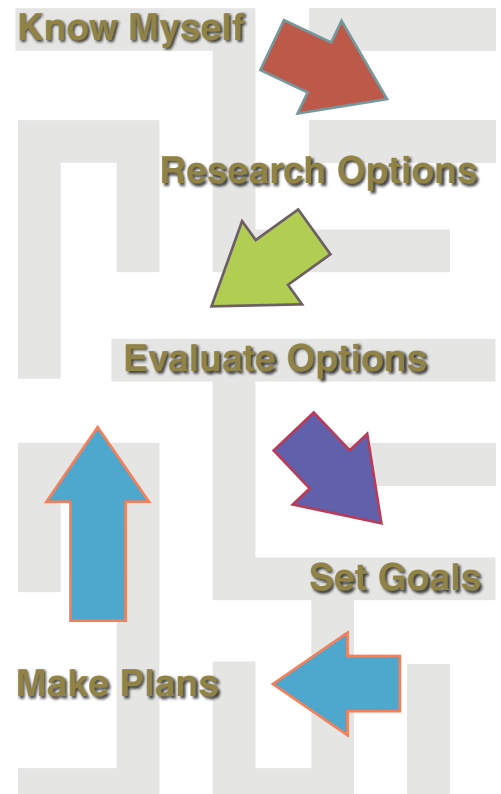 Know Myself
Research Options
Evaluate Options
Set Goals
Make Plans